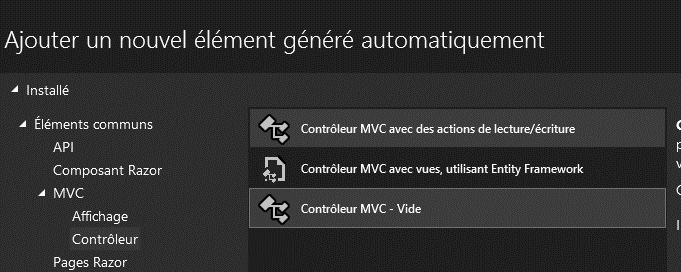 Ajouter un nouvel élément généré automatiquement
Installé
Éléments communs
API
Composant Razor
MVC
Affichage
Contrôleur
Pages Razor
Contrôleur MVC avec des actions de lecture/écriture
Contrôleur MVC avec vues, utilisant Entity Framework
Contrôleur MVC - Vide